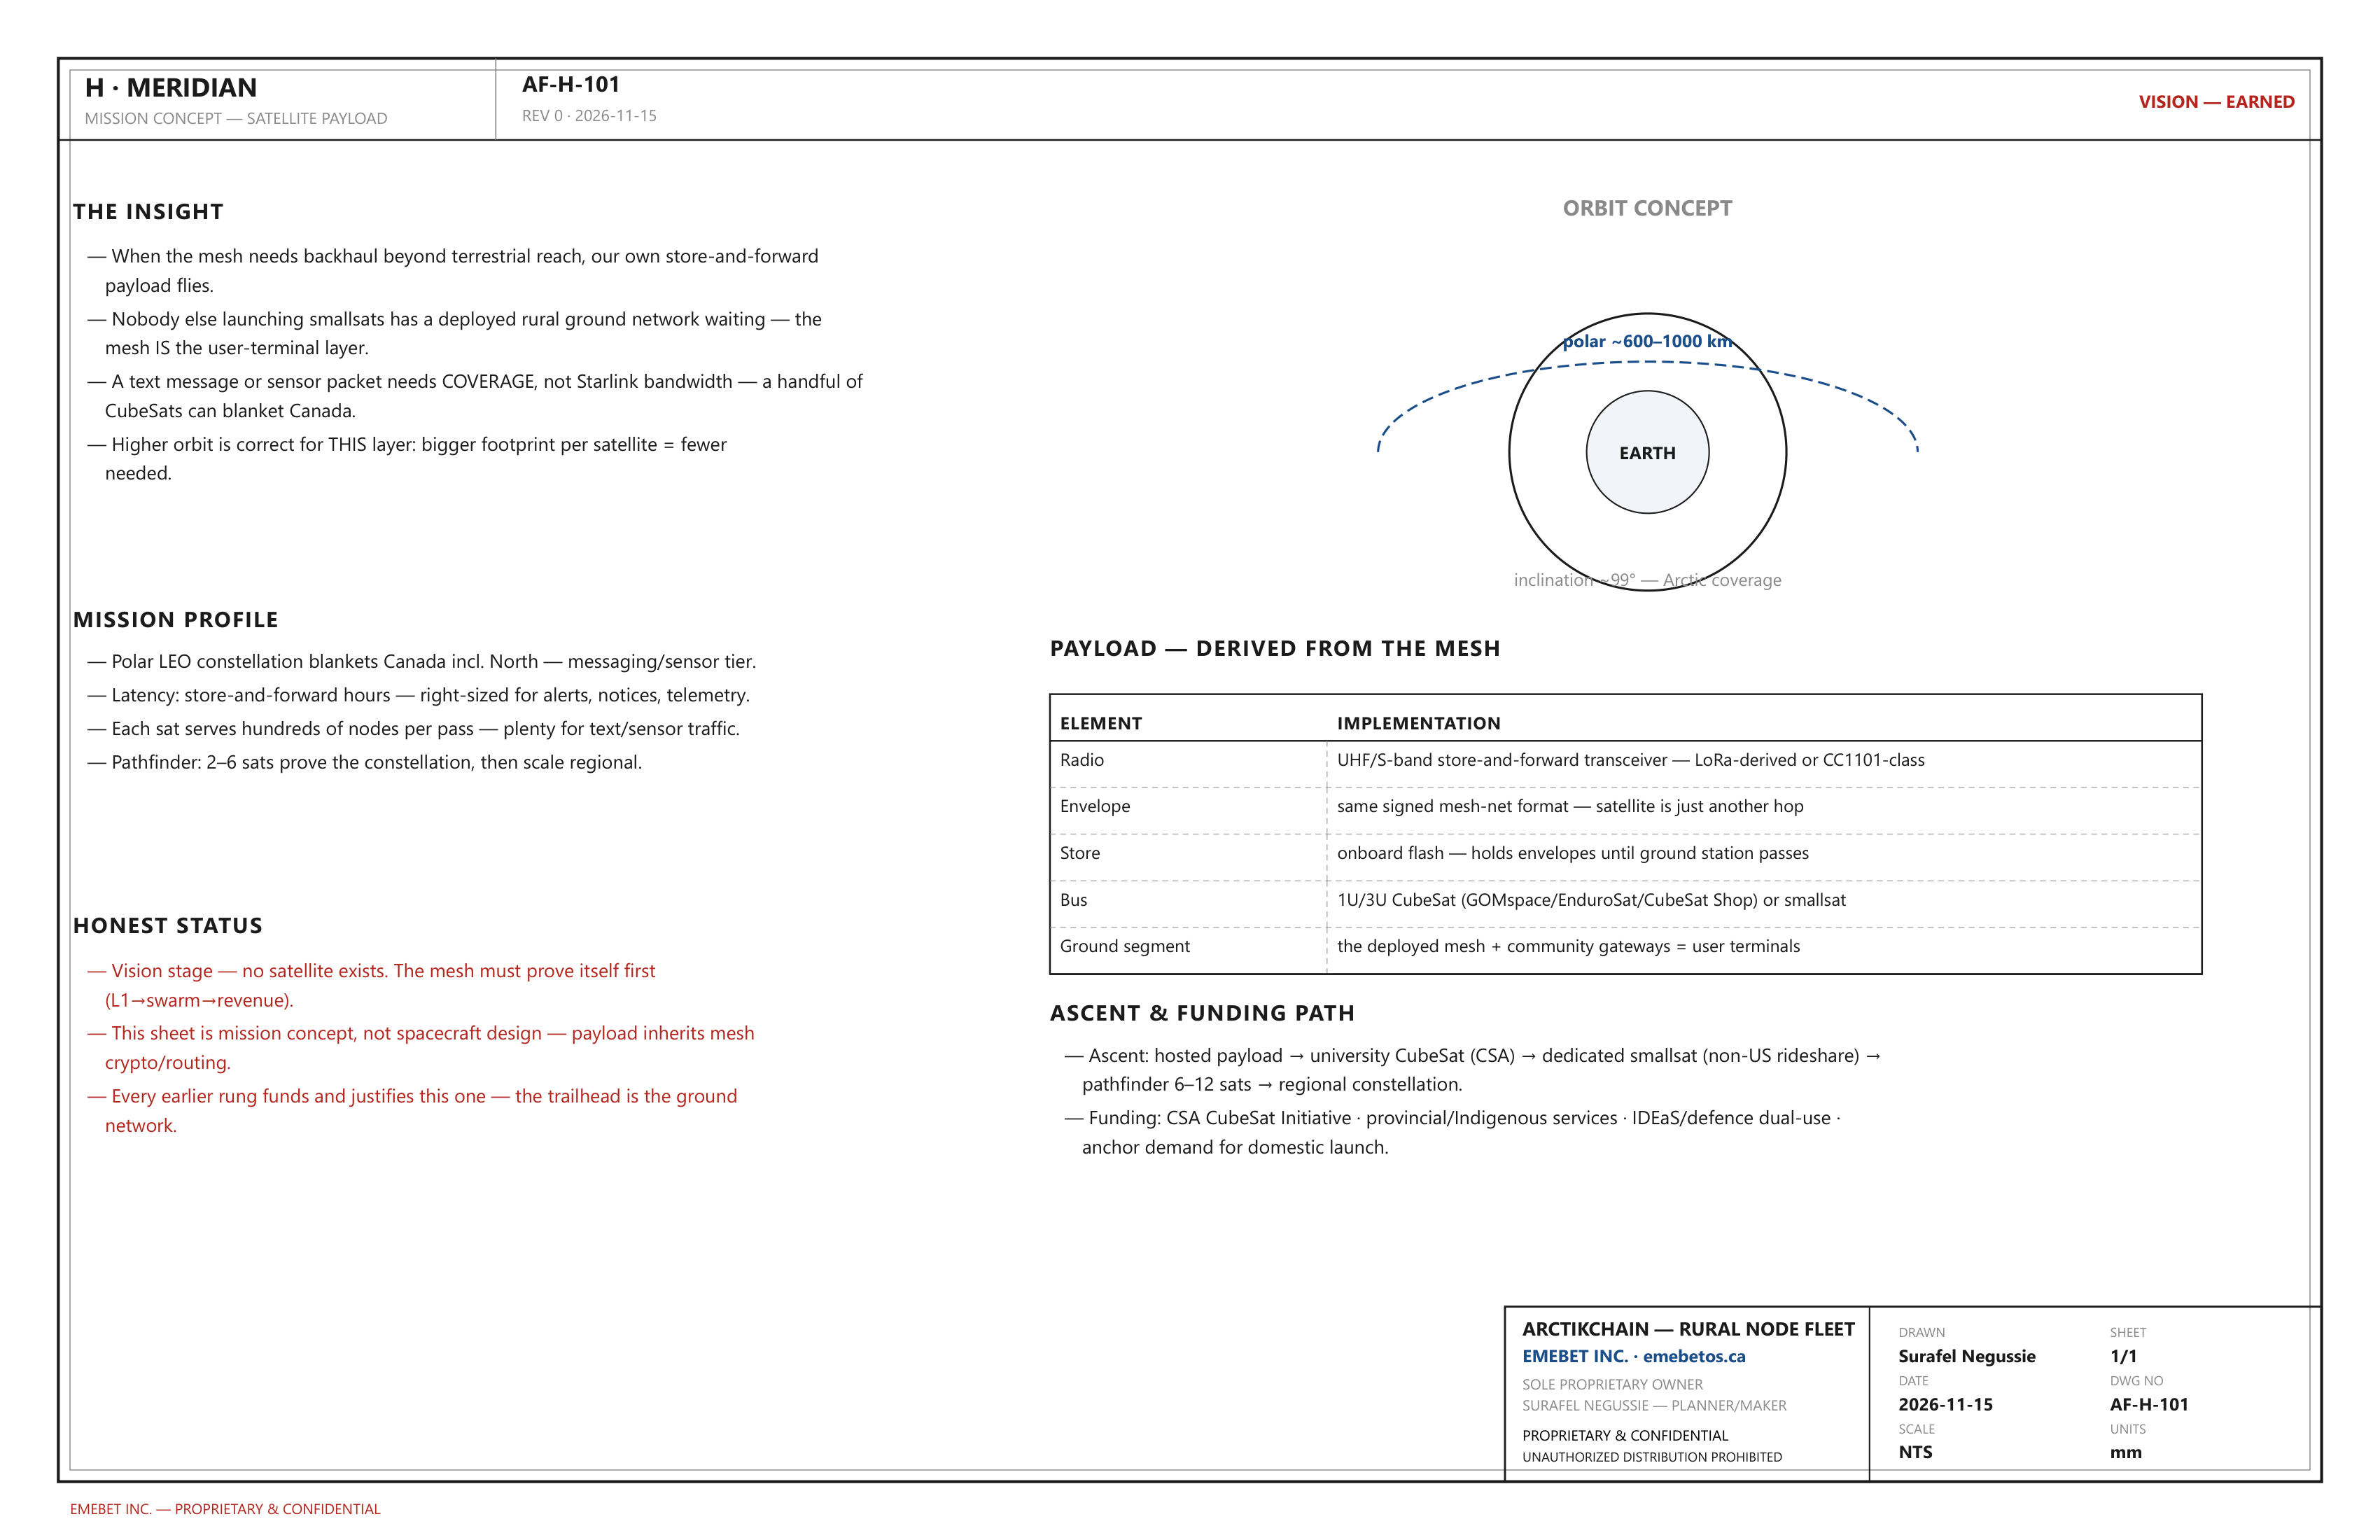 H · MERIDIAN
MISSION CONCEPT — SATELLITE PAYLOAD
AF-H-101
REV 0 · 2026-11-15
VISION — EARNED
THE INSIGHT
— When the mesh needs backhaul beyond terrestrial reach, our own store-and-forward
payload flies.
— Nobody else launching smallsats has a deployed rural ground network waiting — the
mesh IS the user-terminal layer.
— A text message or sensor packet needs COVERAGE, not Starlink bandwidth — a handful of
CubeSats can blanket Canada.
— Higher orbit is correct for THIS layer: bigger footprint per satellite = fewer
needed.
MISSION PROFILE
— Polar LEO constellation blankets Canada incl. North — messaging/sensor tier.
— Latency: store-and-forward hours — right-sized for alerts, notices, telemetry.
— Each sat serves hundreds of nodes per pass — plenty for text/sensor traffic.
— Pathfinder: 2–6 sats prove the constellation, then scale regional.
HONEST STATUS
— Vision stage — no satellite exists. The mesh must prove itself first
(L1→swarm→revenue).
— This sheet is mission concept, not spacecraft design — payload inherits mesh
crypto/routing.
— Every earlier rung funds and justifies this one — the trailhead is the ground
network.
ORBIT CONCEPT
polar ~600–1000 km
EARTH
inclination ~99° — Arctic coverage
PAYLOAD — DERIVED FROM THE MESH
ELEMENT IMPLEMENTATION
Radio UHF/S-band store-and-forward transceiver — LoRa-derived or CC1101-class
Envelope same signed mesh-net format — satellite is just another hop
Store onboard flash — holds envelopes until ground station passes
Bus 1U/3U CubeSat (GOMspace/EnduroSat/CubeSat Shop) or smallsat
Ground segment the deployed mesh + community gateways = user terminals
ASCENT & FUNDING PATH
— Ascent: hosted payload → university CubeSat (CSA) → dedicated smallsat (non-US rideshare) →
pathfinder 6–12 sats → regional constellation.
— Funding: CSA CubeSat Initiative · provincial/Indigenous services · IDEaS/defence dual-use ·
anchor demand for domestic launch.
ARCTIKCHAIN — RURAL NODE FLEET
EMEBET INC. · emebetos.ca
SOLE PROPRIETARY OWNER
SURAFEL NEGUSSIE — PLANNER/MAKER
PROPRIETARY & CONFIDENTIAL
UNAUTHORIZED DISTRIBUTION PROHIBITED
DRAWN SHEET
Surafel Negussie 1/1
DATE DWG NO
2026-11-15 AF-H-101
SCALE UNITS
NTS mm
EMEBET INC. — PROPRIETARY & CONFIDENTIAL